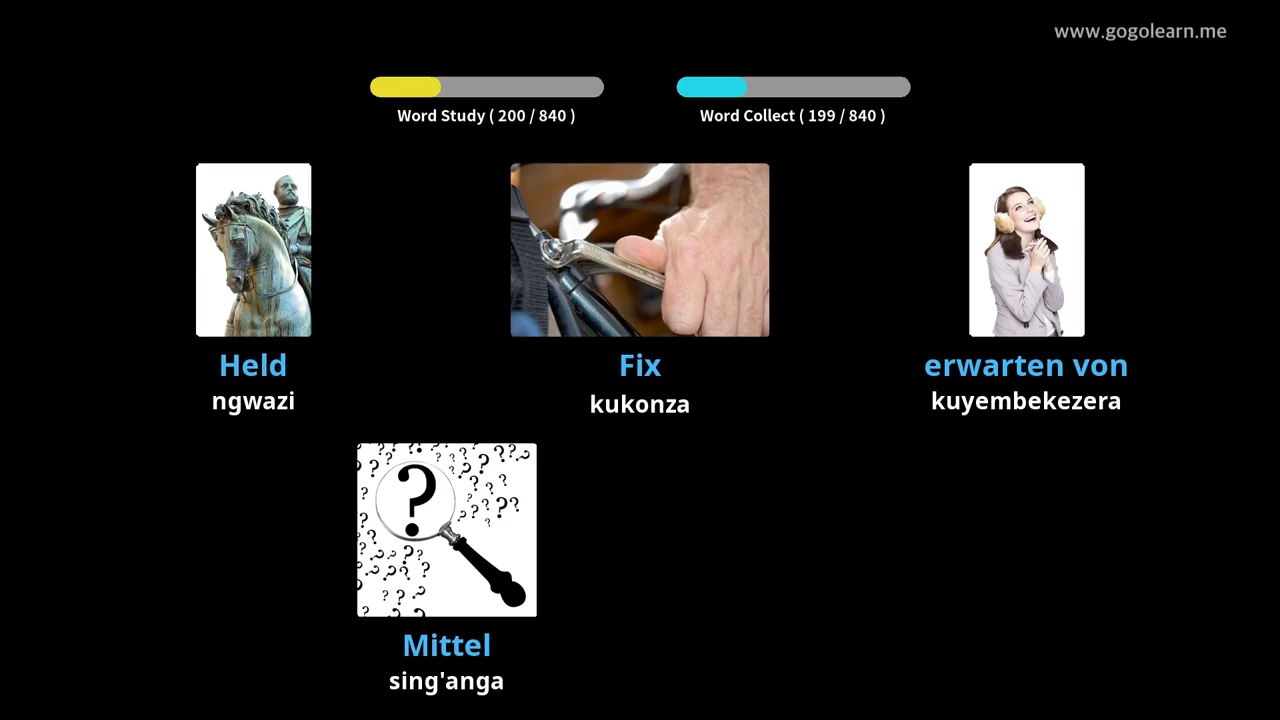 www.gogolearn.me
Word Study ( 200 / 840 )
Word Collect ( 199 / 840 )
Held
ngwazi
Fix
kukonza
erwarten von
kuyembekezera
Mittel
sing'anga